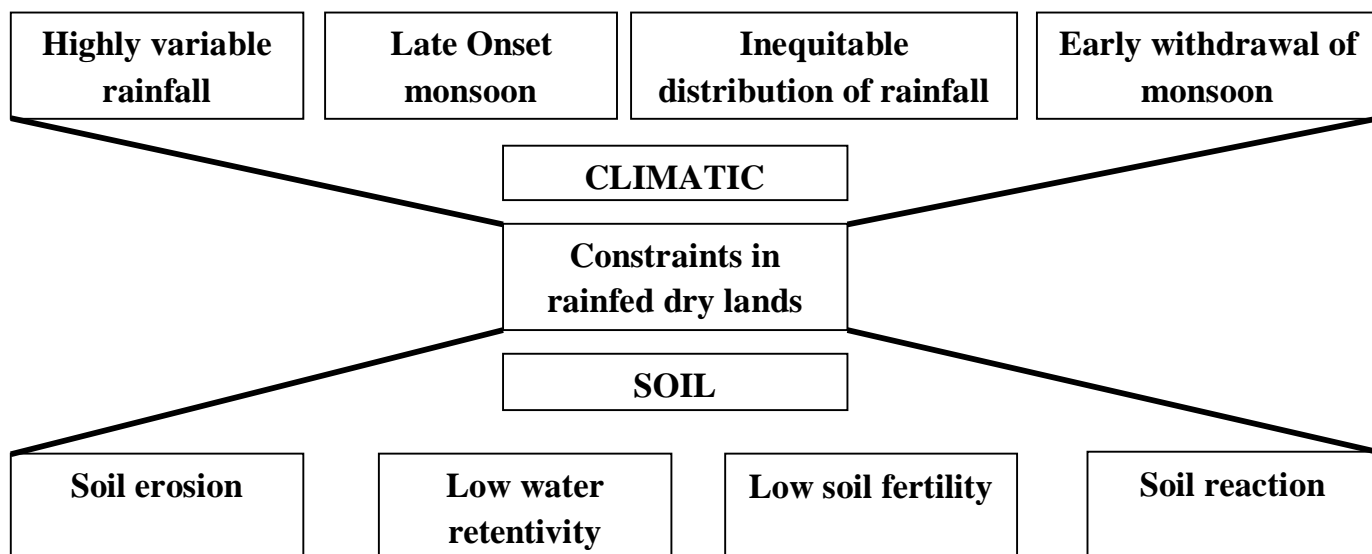 Highly variable
rainfall
Late Onset
monsoon
Inequitable
distribution of rainfall
Early withdrawal of
monsoon
CLIMATIC
Constraints in
rainfed dry lands
SOIL
Soil erosion
Low water
retentivity
Low soil fertility
Soil reaction